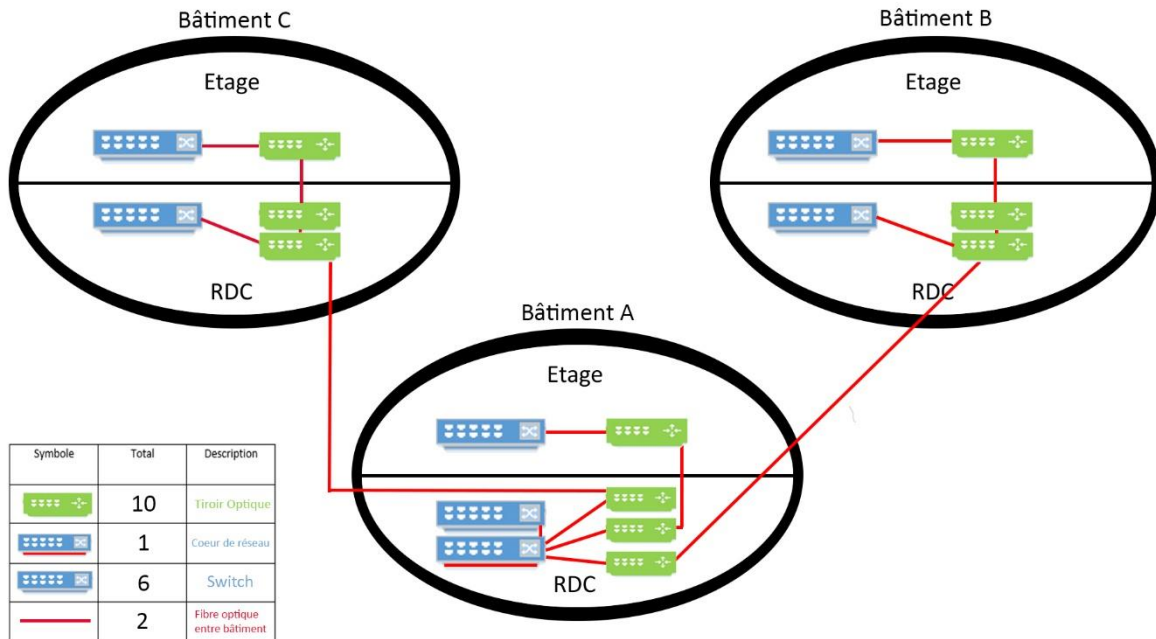 Bâtiment C
Bâtiment B
Etage
Etage
RDC
RDC
Bâtiment A
Etage
RDC
Symbole Total Description
10 Tiroir Optique
1 Coeur de réseau
6 Switch
2 Fibre optique
entre bâtiment